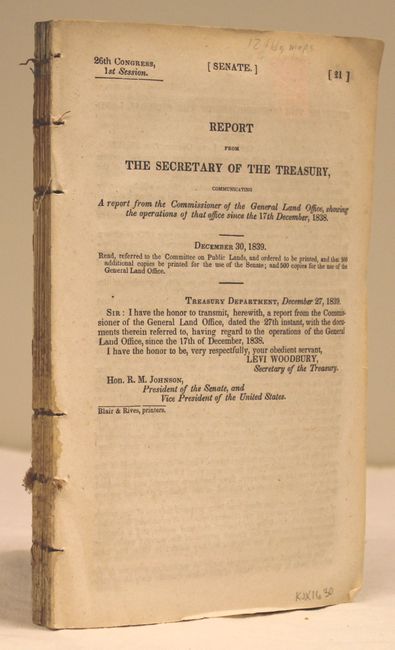 12 fldg maps
26th Congress,
1st Session.
[ SENATE. ]
[ 21 ]
REPORT
FROM
THE SECRETARY OF THE TREASURY,
COMMUNICATING
A report from the Commissioner of the General Land Office, showing
the operations of that office since the 17th December, 1838.
December 30, 1839.
Read, referred to the Committee on Public Lands, and ordered to be printed, and that 500
additional copies be printed for the use of the Senate; and 500 copies for the use of the
General Land Office.
Treasury Department, December 27, 1839.
Sir: I have the honor to transmit, herewith, a report from the Commis-
sioner of the General Land Office, dated the 27th instant, with the docu-
ments therein referred to, having regard to the operations of the General
Land Office, since the 17th of December, 1838.
I have the honor to be, very respectfully, your obedient servant,
LEVI WOODBURY,
Secretary of the Treasury.
Hon. R. M. Johnson,
President of the Senate, and
Vice President of the United States.
Blair & Rives, printers.